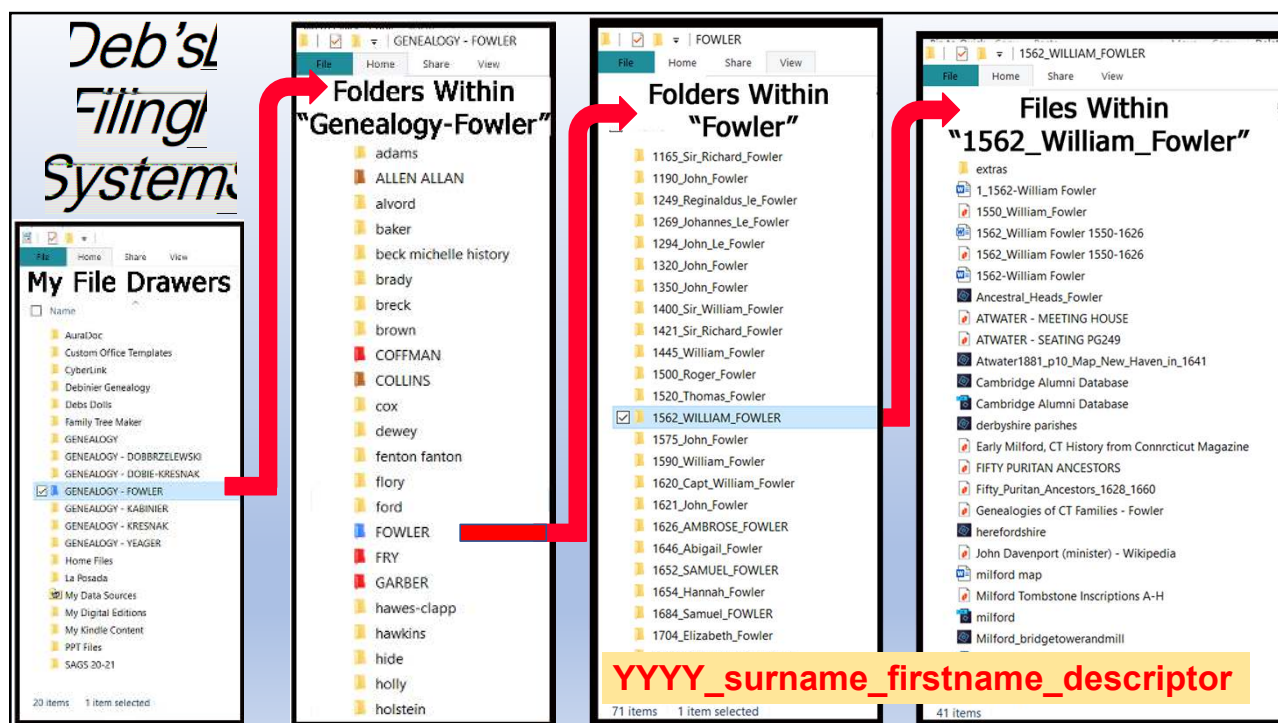 Deb's
Filing
Systems
File Home Share View
My File Drawers
Name
AuraDoc
Custom Office Templates
CyberLink
Debinier Genealogy
Debs Dolls
Family Tree Maker
GENEALOGY
GENEALOGY - DOBBRZELEWSKI
GENEALOGY - DOBIE-KRESNAK
GENEALOGY - FOWLER
GENEALOGY - KABINIER
GENEALOGY - KRESNAK
GENEALOGY - YEAGER
Home Files
La Posada
My Data Sources
My Digital Editions
My Kindle Content
PPT Files
SAGS 20-21
20 items 1 item selected
GENEALOGY - FOWLER
File Home Share View
Folders Within
"Genealogy-Fowler"
adams
ALLEN ALLAN
alvord
baker
beck michelle history
brady
breck
brown
COFFMAN
COLLINS
cox
dewey
fenton fanton
flory
ford
FOWLER
FRY
GARBER
hawes-clapp
hawkins
hide
holly
holstein
FOWLER
File Home Share View
Folders Within
"Fowler"
1165_Sir_Richard_Fowler
1190_John_Fowler
1249_Reginaldus_le_Fowler
1269_Johannes_Le_Fowler
1294_John_Le_Fowler
1320_John_Fowler
1350_John_Fowler
1400_Sir_William_Fowler
1421_Sir_Richard_Fowler
1445_William_Fowler
1500_Roger_Fowler
1520_Thomas_Fowler
1562_WILLIAM_FOWLER
1575_John_Fowler
1590_William_Fowler
1620_Capt_William_Fowler
1621_John_Fowler
1626_AMBROSE_FOWLER
1646_Abigail_Fowler
1652_SAMUEL_FOWLER
1654_Hannah_Fowler
1684_Samuel_FOWLER
1704_Elizabeth_Fowler
71 items 1 item selected
1562_WILLIAM_FOWLER
File Home Share View
Files Within
"1562_William_Fowler"
extras
1_1562-William Fowler
1550_William_Fowler
1562_William Fowler 1550-1626
1562_William Fowler 1550-1626
1562-William Fowler
Ancestral_Heads_Fowler
ATWATER - MEETING HOUSE
ATWATER - SEATING PG249
Atwater1881_p10_Map_New_Haven_in_1641
Cambridge Alumni Database
Cambridge Alumni Database
derbyshire parishes
Early Milford, CT History from Connrcticut Magazine
FIFTY PURITAN ANCESTORS
Fifty_Puritan_Ancestors_1628_1660
Genealogies of CT Families - Fowler
herefordshire
John Davenport (minister) - Wikipedia
milford map
Milford Tombstone Inscriptions A-H
milford
Milford_bridgetowerandmill
41 items
YYYY_surname_firstname_descriptor